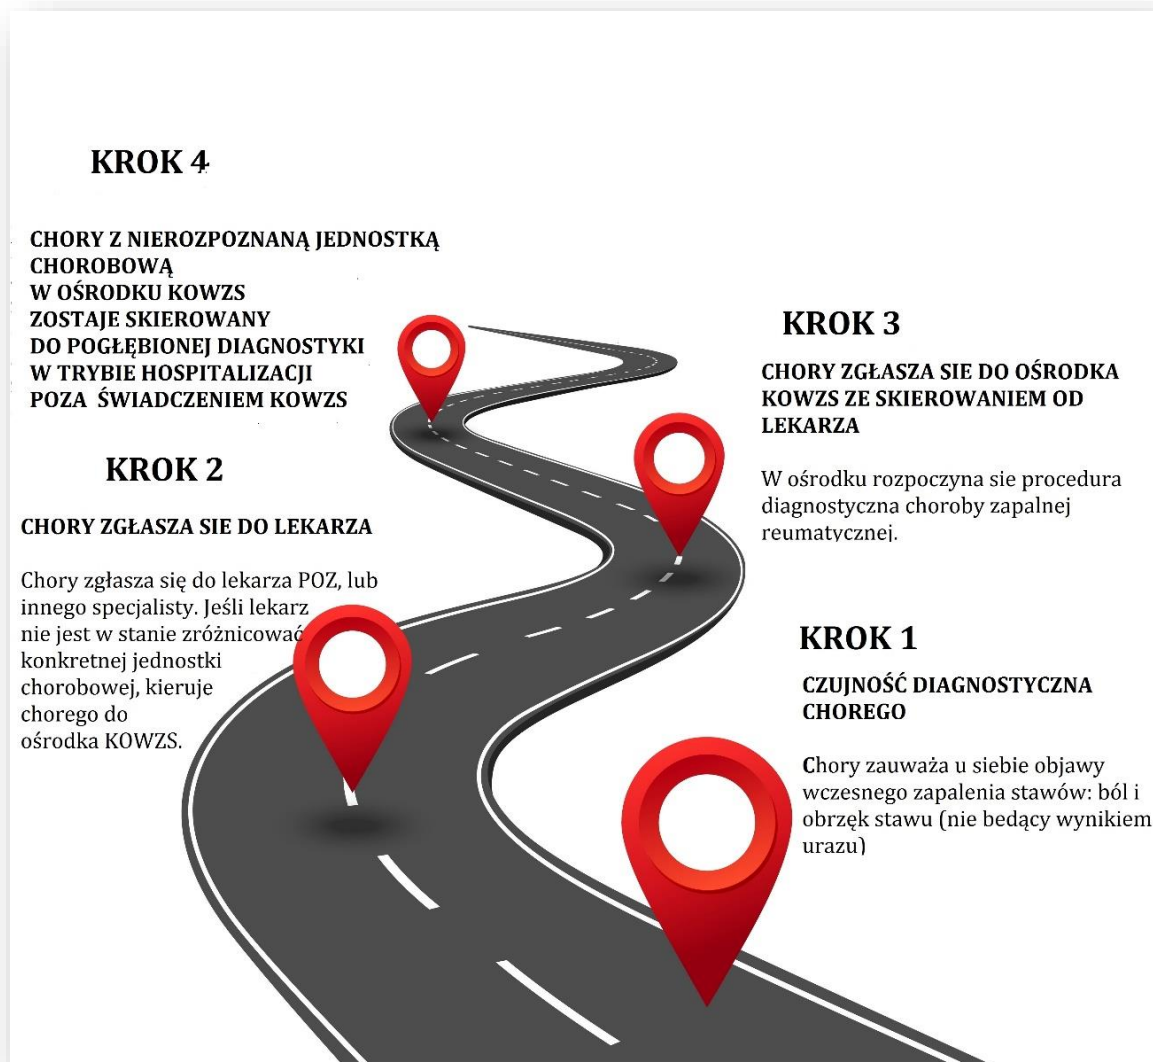 KROK 4
CHORY Z NIEROZPOZNANĄ JEDNOSTKĄ
CHOROBOWĄ
W OŚRODKU KOWZS
ZOSTAJE SKIEROWANY
DO POGŁĘBIONEJ DIAGNOSTYKI
W TRYBIE HOSPITALIZACJI
POZA ŚWIADCZENIEM KOWZS
KROK 3
CHORY ZGŁASZA SIE DO OŚRODKA
KOWZS ZE SKIEROWANIEM OD
LEKARZA
W ośrodku rozpoczyna sie procedura
diagnostyczna choroby zapalnej
reumatycznej.
KROK 2
CHORY ZGŁASZA SIE DO LEKARZA
Chory zgłasza się do lekarza POZ, lub
innego specjalisty. Jeśli lekarz
nie jest w stanie zróżnicować
konkretnej jednostki
chorobowej, kieruje
chorego do
ośrodka KOWZS.
KROK 1
CZUJNOŚĆ DIAGNOSTYCZNA
CHOREGO
Chory zauważa u siebie objawy
wczesnego zapalenia stawów: ból i
obrzęk stawu (nie bedący wynikiem
urazu)